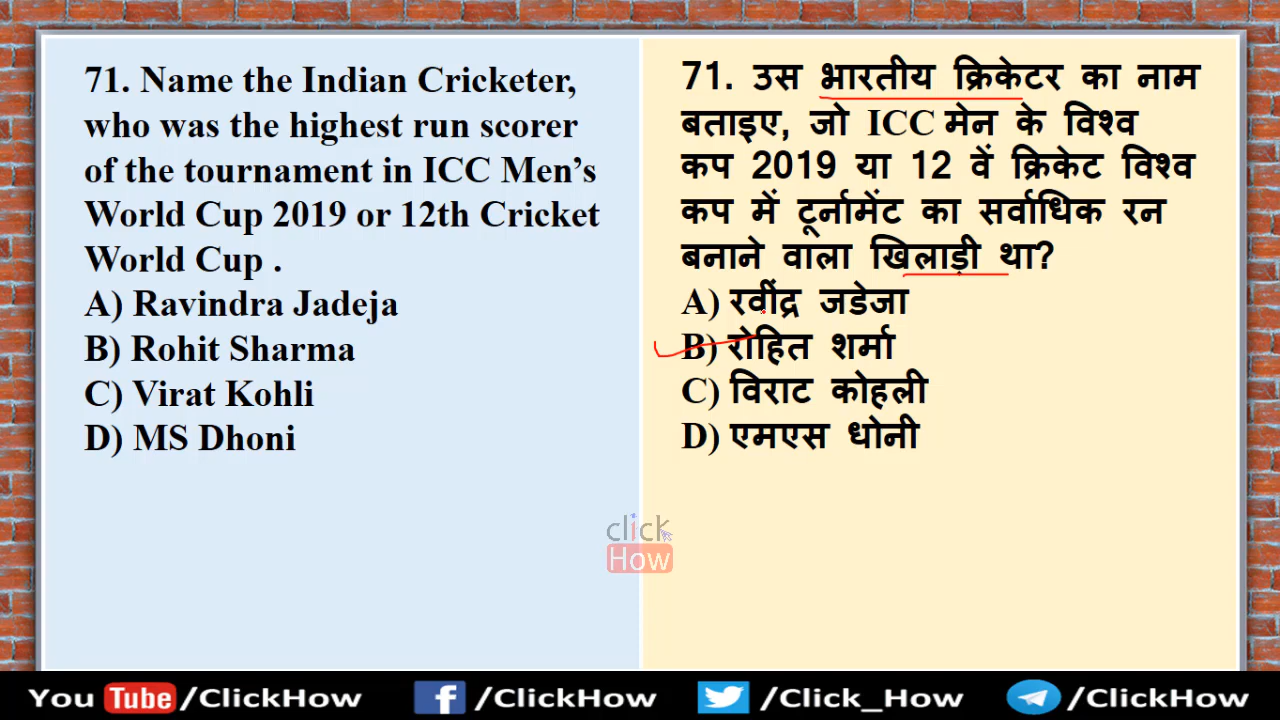 71. Name the Indian Cricketer,
who was the highest run scorer
of the tournament in ICC Men’s
World Cup 2019 or 12th Cricket
World Cup .
A) Ravindra Jadeja
B) Rohit Sharma
C) Virat Kohli
D) MS Dhoni
71. उस भारतीय क्रिकेटर का नाम
बताइए, जो ICC मेन के विश्व
कप 2019 या 12 वें क्रिकेट विश्व
कप में टूर्नामेंट का सर्वाधिक रन
बनाने वाला खिलाड़ी था?
A) रवींद्र जडेजा
B) रोहित शर्मा
C) विराट कोहली
D) एमएस धोनी
click
How
You Tube /ClickHow f /ClickHow /Click_How /ClickHow